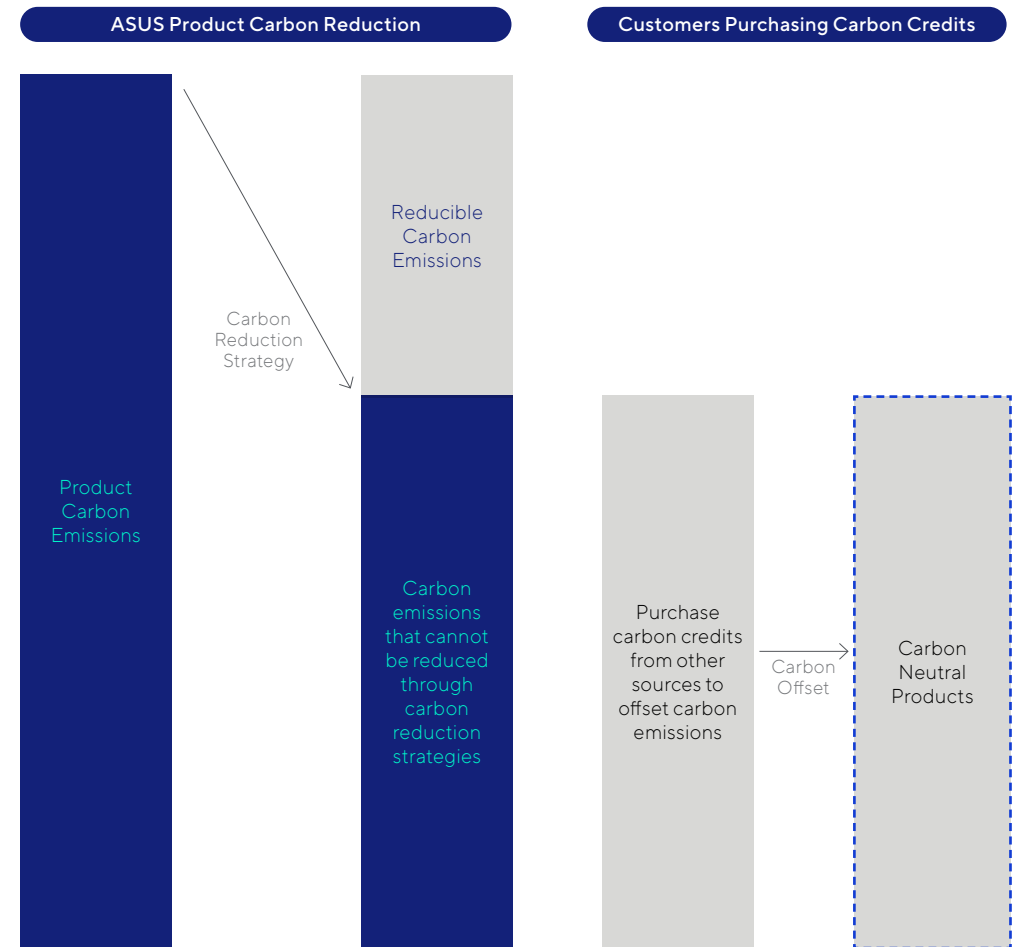 ASUS Product Carbon Reduction
Customers Purchasing Carbon Credits
Product
Carbon
Emissions
Carbon
Reduction
Strategy
Reducible
Carbon
Emissions
Carbon
emissions
that cannot
be reduced
through
carbon
reduction
strategies
Purchase
carbon credits
from other
sources to
offset carbon
emissions
Carbon
Offset
Carbon
Neutral
Products